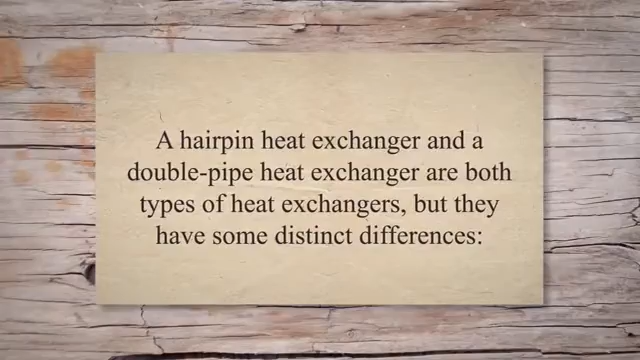 A hairpin heat exchanger and a
double-pipe heat exchanger are both
types of heat exchangers, but they
have some distinct differences: